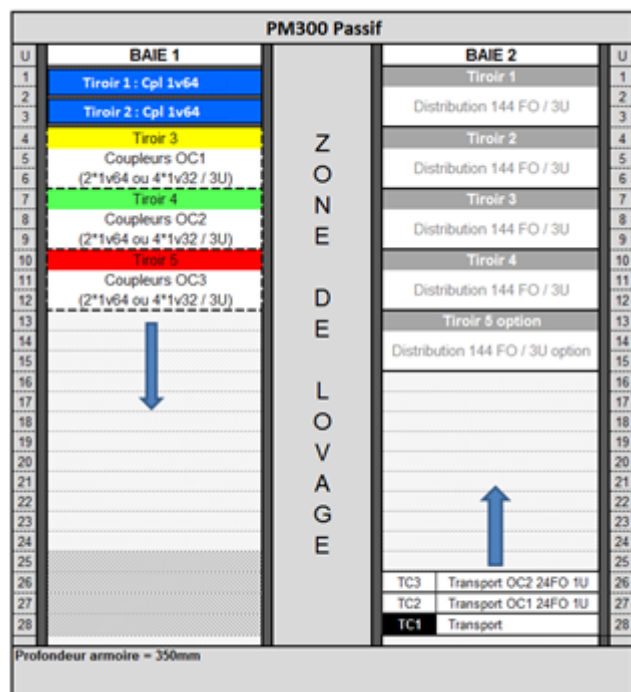 PM300 Passif
U
BAIE 1
BAIE 2
U
1
2
3
4
5
6
7
8
9
10
11
12
13
14
15
16
17
18
19
20
21
22
23
24
25
26
27
28
Tiroir 1 : Cpl 1v64
Tiroir 2 : Cpl 1v64
Tiroir 3
Coupleurs OC1
(2*1v64 ou 4*1v32 / 3U)
Tiroir 4
Coupleurs OC2
(2*1v64 ou 4*1v32 / 3U)
Tiroir 5
Coupleurs OC3
(2*1v64 ou 4*1v32 / 3U)
ZONE
DE
LOVAGE
Tiroir 1
Distribution 144 FO / 3U
Tiroir 2
Distribution 144 FO / 3U
Tiroir 3
Distribution 144 FO / 3U
Tiroir 4
Distribution 144 FO / 3U
Tiroir 5 option
Distribution 144 FO / 3U option
TC3 Transport OC2 24FO 1U
TC2 Transport OC1 24FO 1U
TC1 Transport
1
2
3
4
5
6
7
8
9
10
11
12
13
14
15
16
17
18
19
20
21
22
23
24
25
26
27
28
Profondeur armoire = 350mm